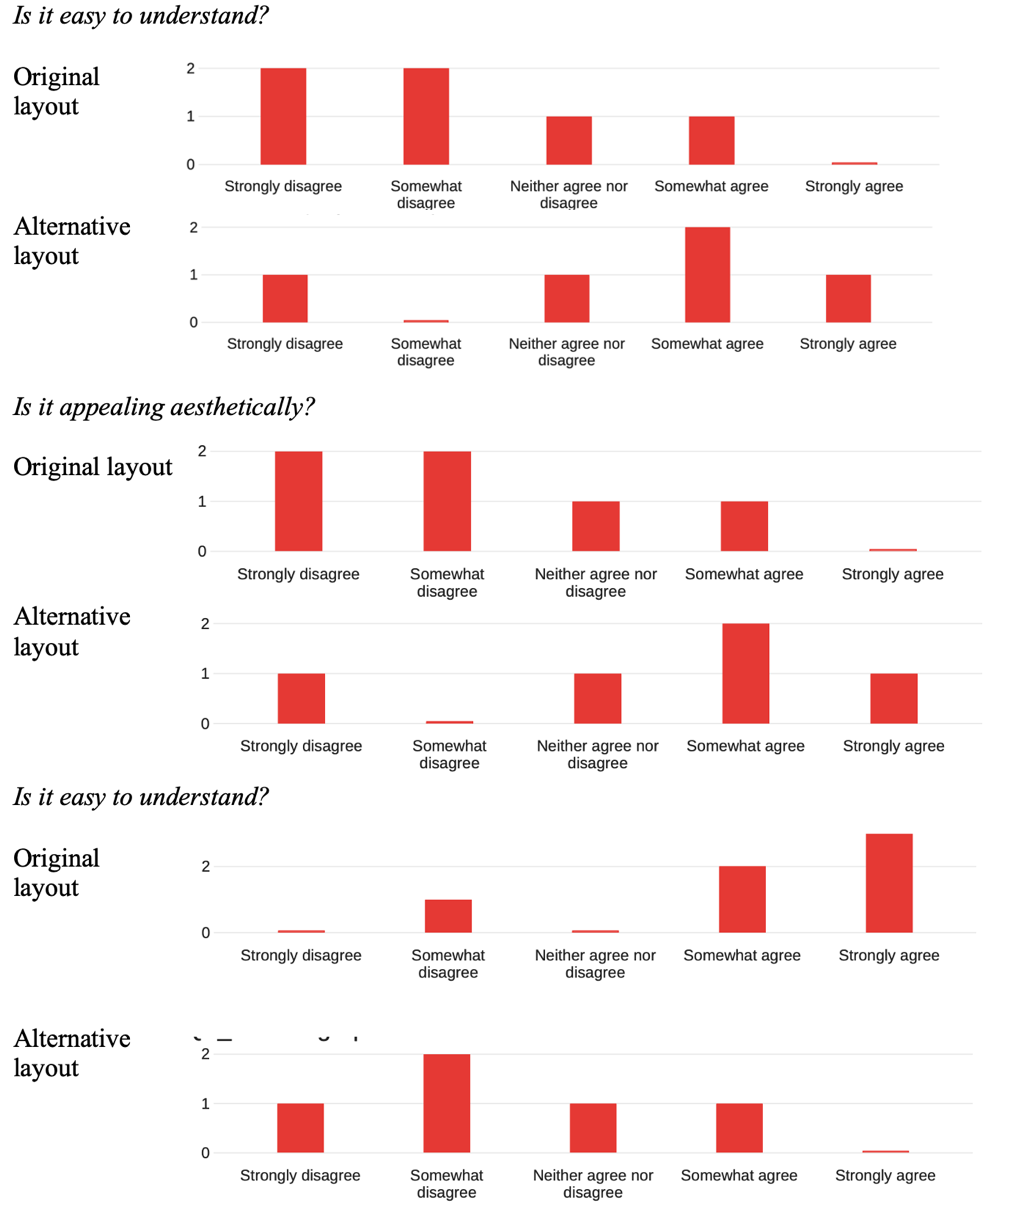 Is it easy to understand?
Original
layout
2
1
0
Strongly disagree
Somewhat
disagree
Neither agree nor
disagree
Somewhat agree
Strongly agree
Alternative
layout
2
1
0
Strongly disagree
Somewhat
disagree
Neither agree nor
disagree
Somewhat agree
Strongly agree
Is it appealing aesthetically?
Original layout
2
1
0
Strongly disagree
Somewhat
disagree
Neither agree nor
disagree
Somewhat agree
Strongly agree
Alternative
layout
2
1
0
Strongly disagree
Somewhat
disagree
Neither agree nor
disagree
Somewhat agree
Strongly agree
Is it easy to understand?
Original
layout
2
0
Strongly disagree
Somewhat
disagree
Neither agree nor
disagree
Somewhat agree
Strongly agree
Alternative
layout
2
1
0
Strongly disagree
Somewhat
disagree
Neither agree nor
disagree
Somewhat agree
Strongly agree